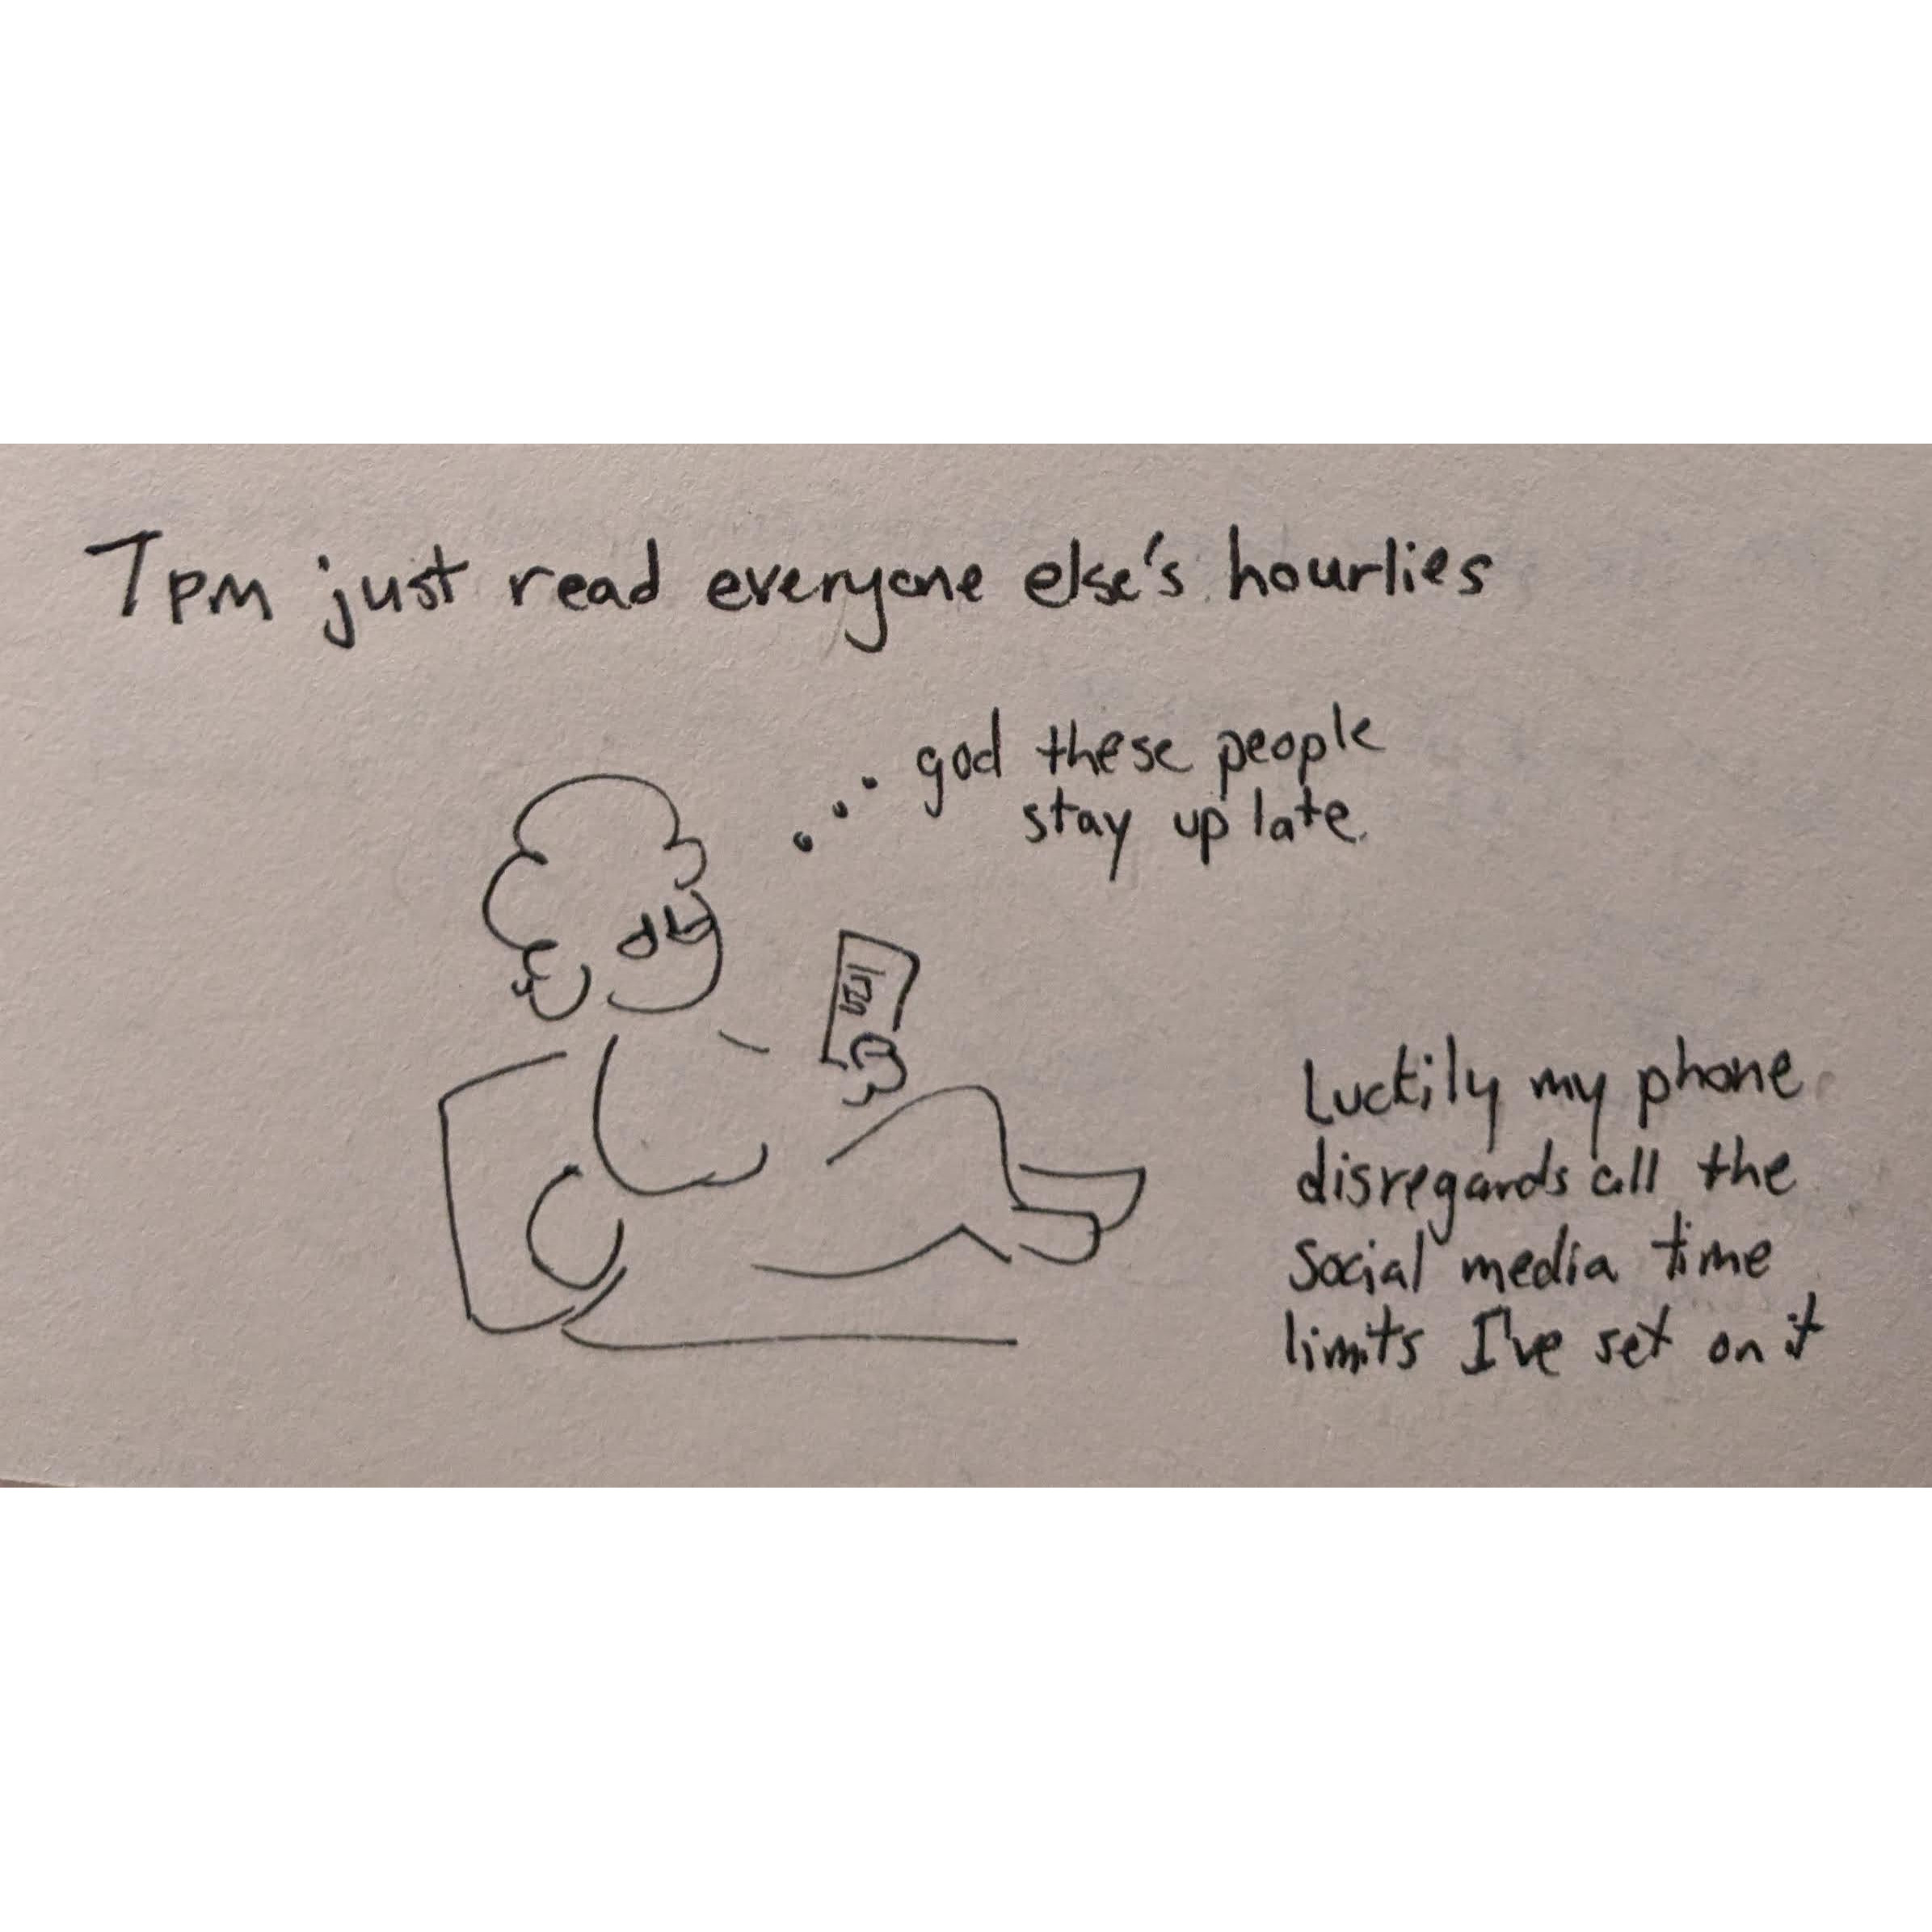 7pm just read everyone else's hourlies
god these people
stay up late.
Luckily my phone
disregards all the
social media time
limits I've set on it